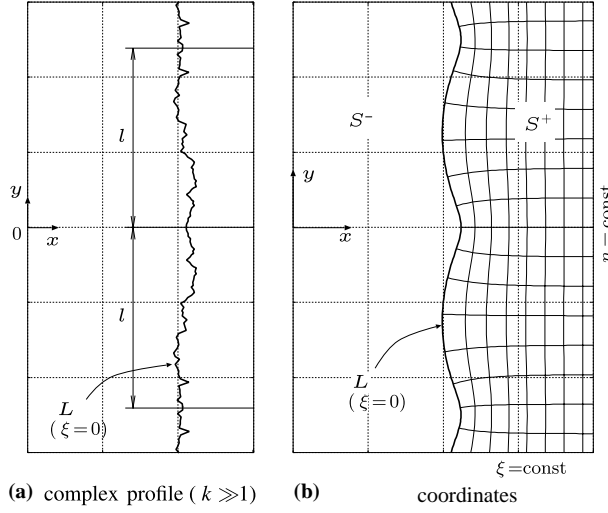 l
y
0
x
l
L
( ξ=0)
(a) complex profile ( k ≫1)
S⁻
S⁺
y
x
η=const
L
( ξ=0)
ξ=const
(b) coordinates